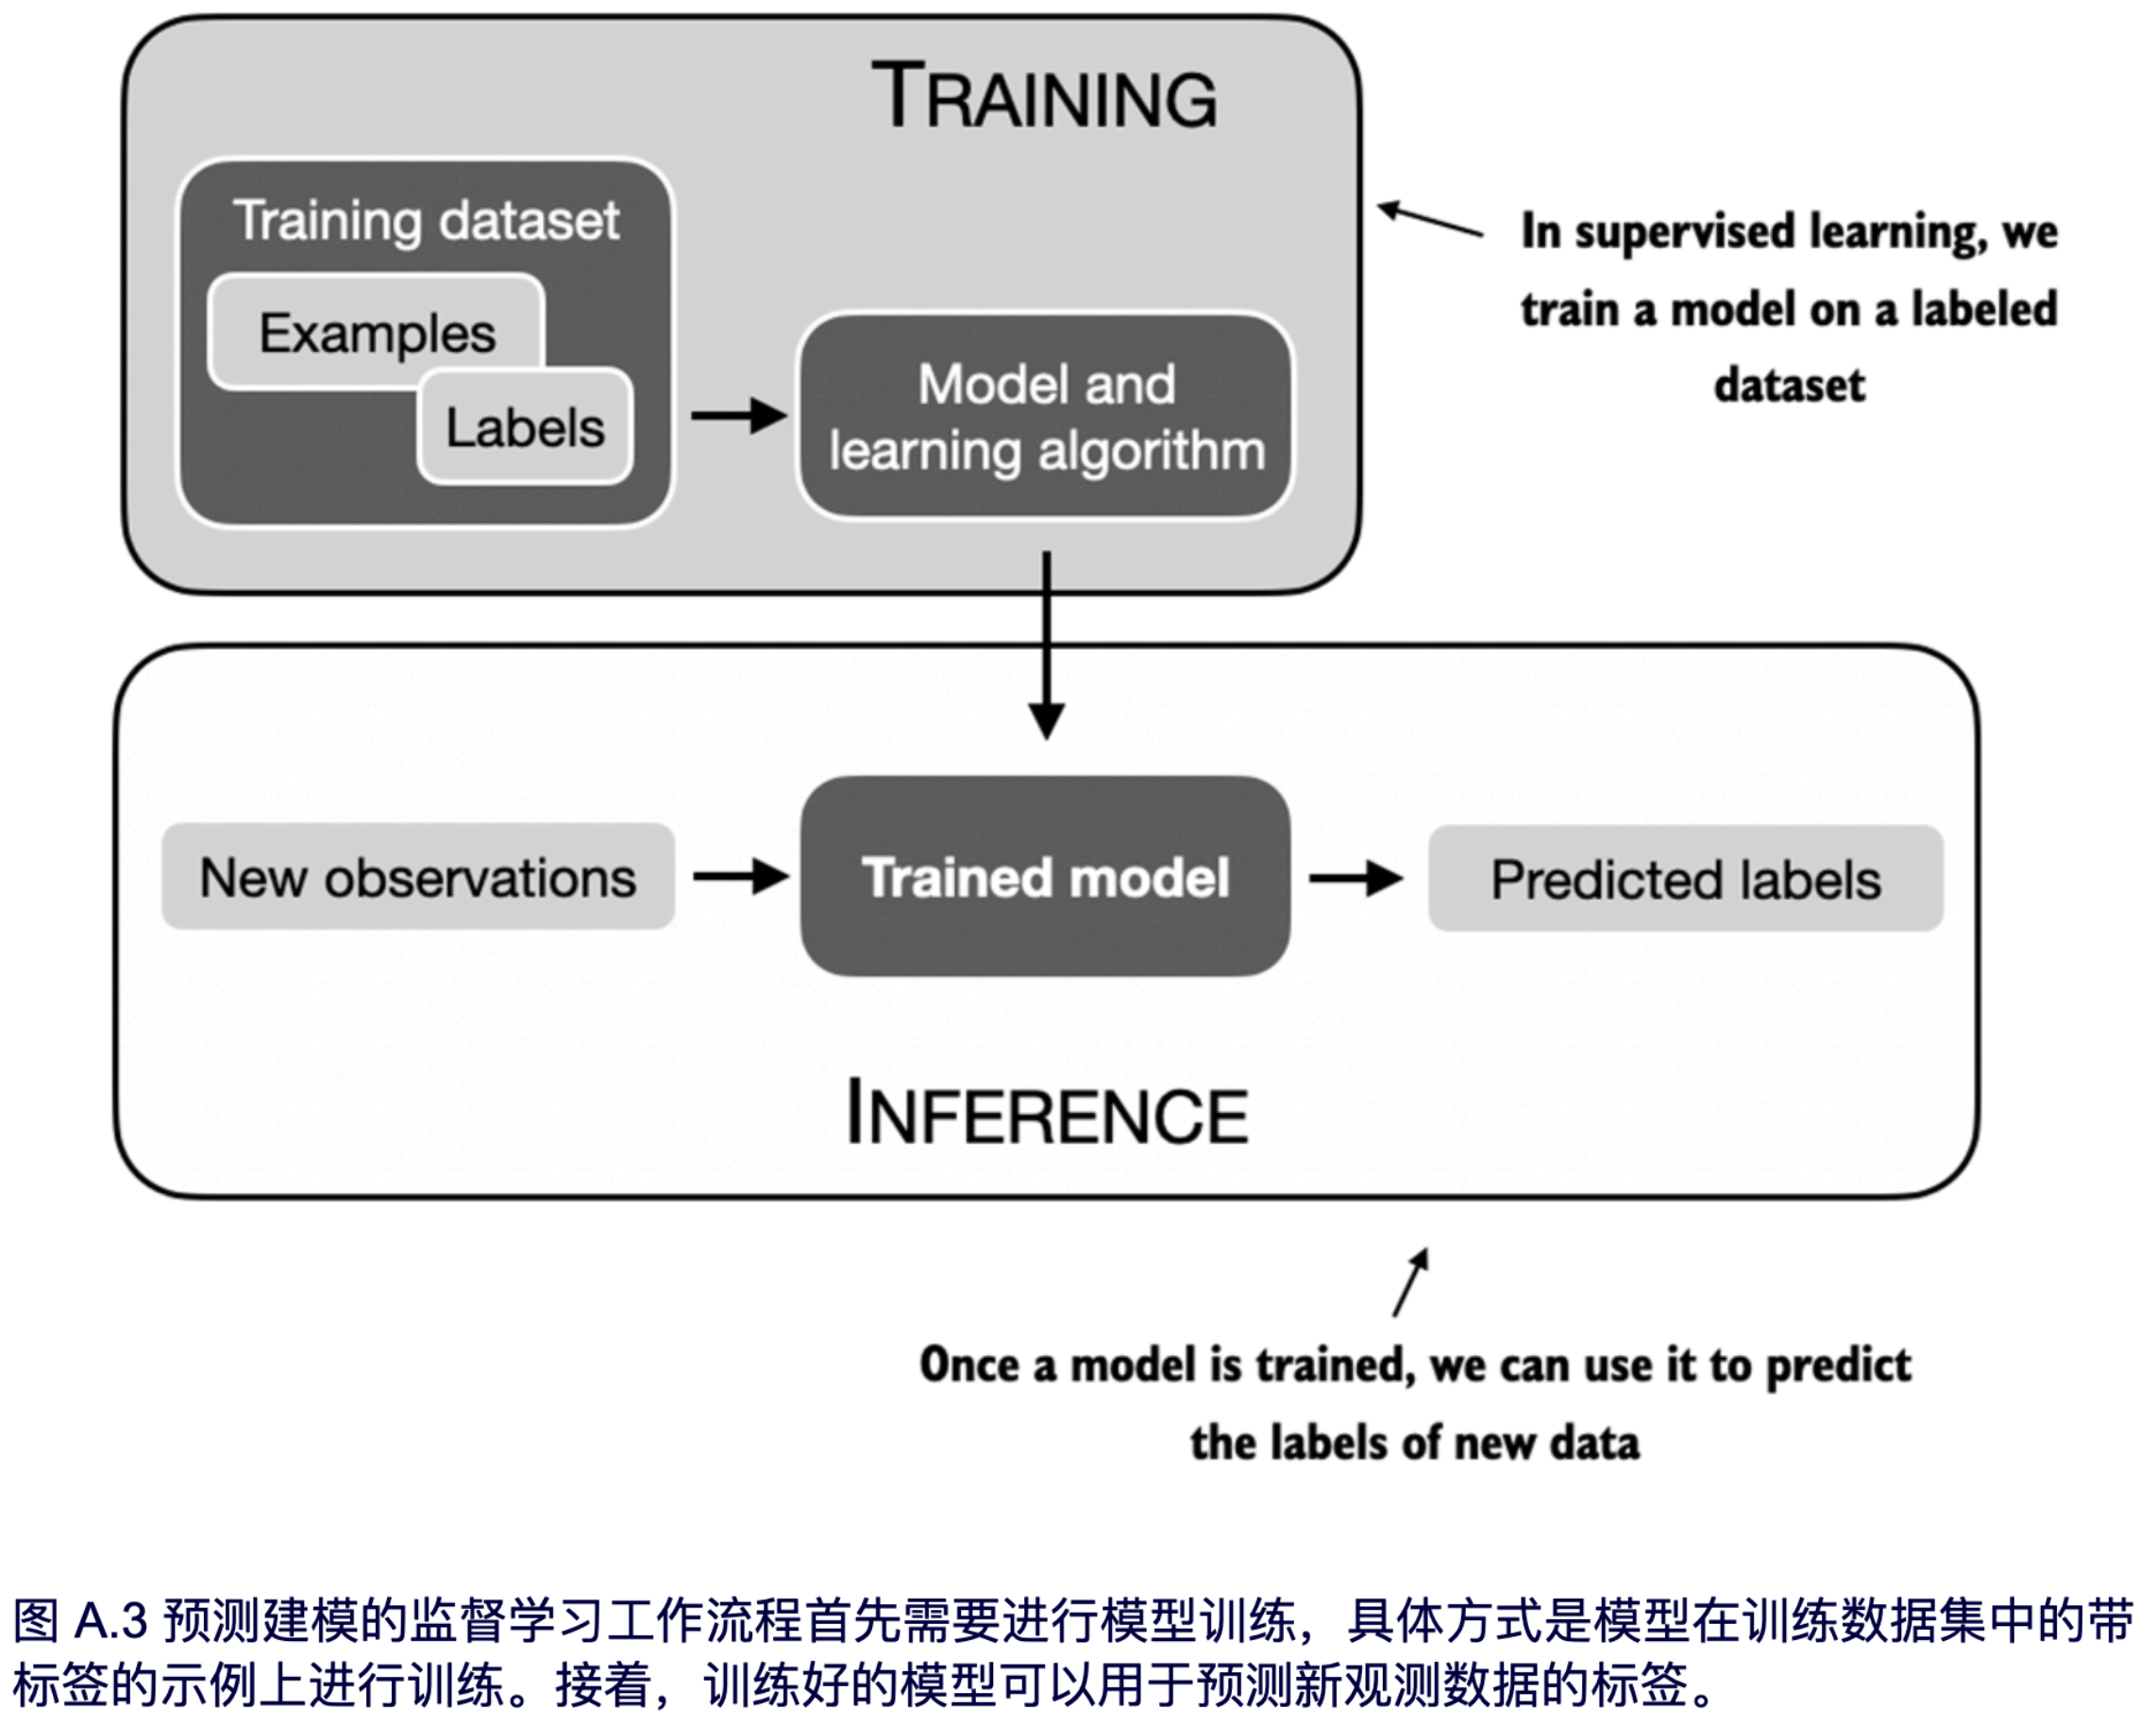 TRAINING
Training dataset
Examples
Labels
Model and
learning algorithm
In supervised learning, we
train a model on a labeled
dataset
New observations
Trained model
Predicted labels
INFERENCE
Once a model is trained, we can use it to predict
the labels of new data
图 A.3 预测建模的监督学习工作流程首先需要进行模型训练，具体方式是模型在训练数据集中的带
标签的示例上进行训练。接着，训练好的模型可以用于预测新观测数据的标签。